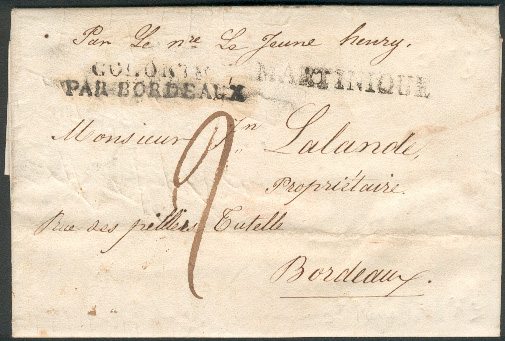 Par Le nre Le Jeune henry.
COLONIES MARTINIQUE
PAR BORDEAUX
Monsieur Jn Lalande,
Propriétaire
Rue des pilliers Tutelle
Bordeaux.
9